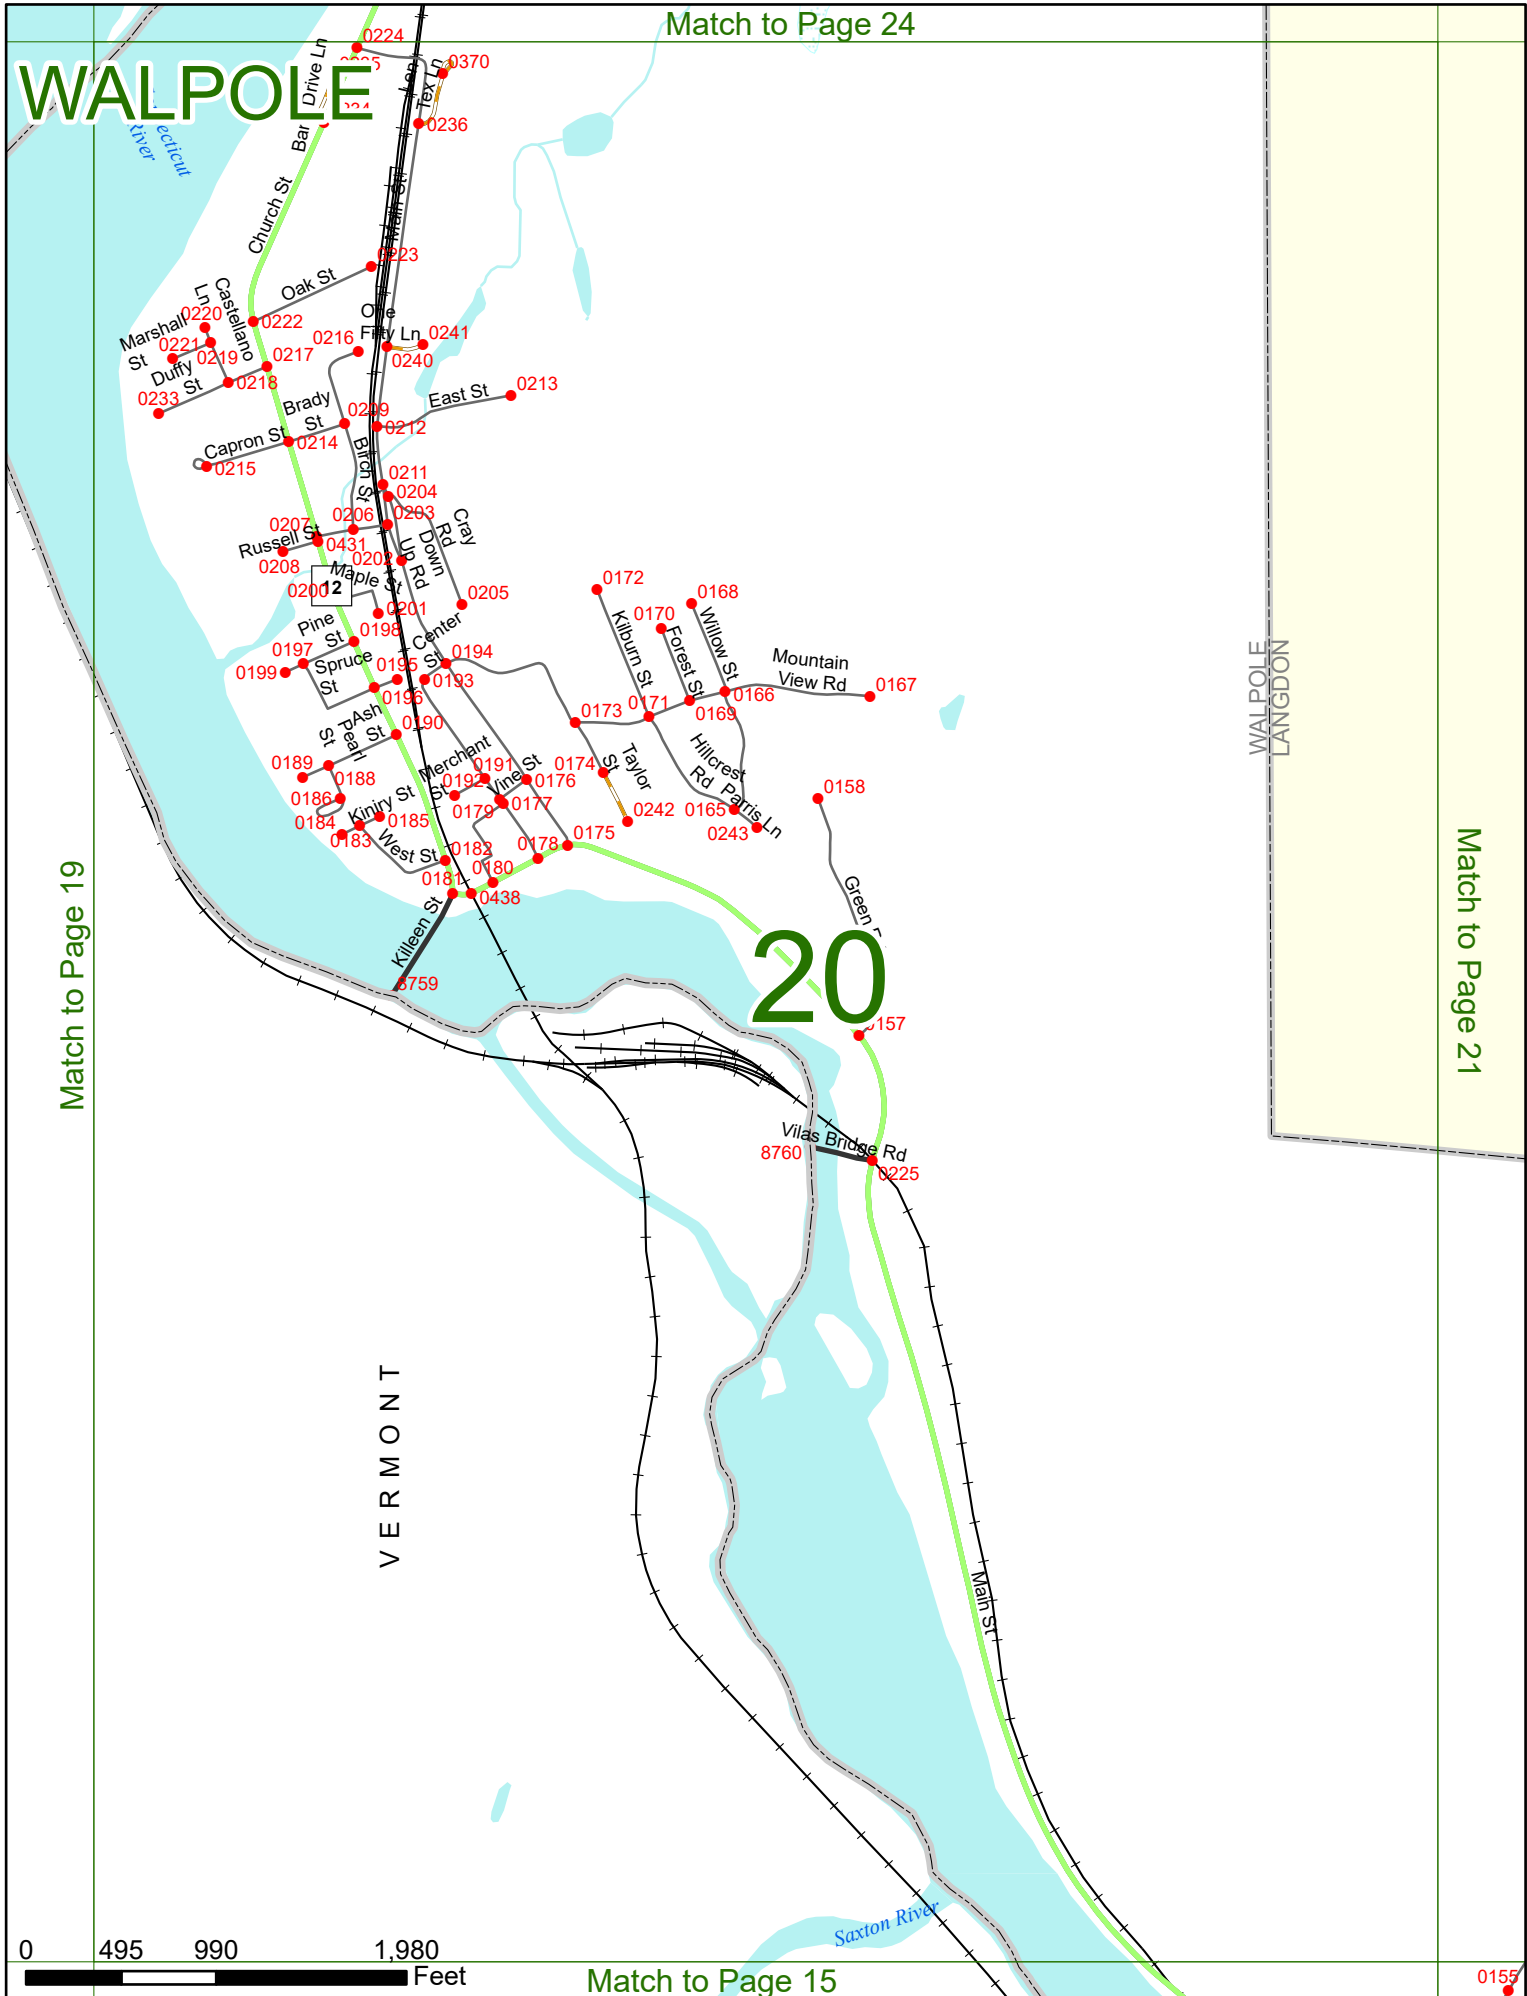 Match to Page 24
WALPOLE
0224
0370
Drive Ln
Tex Ln
0236
River
Church St
Main St
0223
Oak St
Castellano
Ln
0220
0222
One
Fifty Ln
0241
0240
0216
Marshall
St
0221
0219
0217
Duffy
St
0218
0233
East St
0213
Brady
St
0209
0212
Capron St
0214
0215
Birch St
0211
0204
0203
0206
0207
Russell St
0431
0208
Cray
Rd
Down
Up Rd
0202
Maple St
0200
12
0201
0205
0172
0168
0170
Pine
St
0198
0197
0199
Spruce
St
0195
0196
Center
St
0194
0193
Kilburn St
Forest St
Willow St
Mountain
View Rd
0167
0166
0169
0171
0173
WALPOLE
LANGDON
Ash
St
0190
Pearl
St
0189
0188
0186
Merchant
St
0191
0192
Vine St
0176
0177
0179
0174
Taylor
St
0242
Hillcrest
Rd
0165
Parris Ln
0243
0158
Kiniry St
0185
0184
0183
West St
0182
0181
0180
0178
0175
0438
Killeen St
8759
Green
20
0157
Match to Page 19
Match to Page 21
Vilas Bridge Rd
8760
0225
VERMONT
Main St
Saxton River
0 495 990 1,980
Feet
Match to Page 15
0155